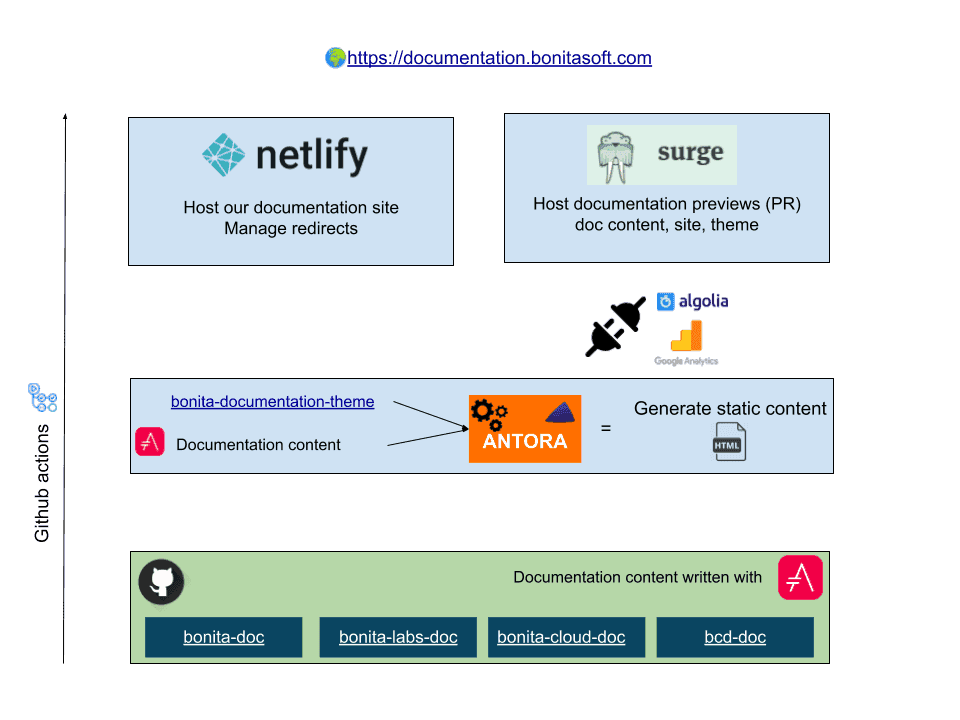 https://documentation.bonitasoft.com
netlify
Host our documentation site
Manage redirects
surge
Host documentation previews (PR)
doc content, site, theme
algolia
Google Analytics
Github actions
bonita-documentation-theme
Documentation content
ANTORA
=
Generate static content
HTML
Documentation content written with
bonita-doc
bonita-labs-doc
bonita-cloud-doc
bcd-doc